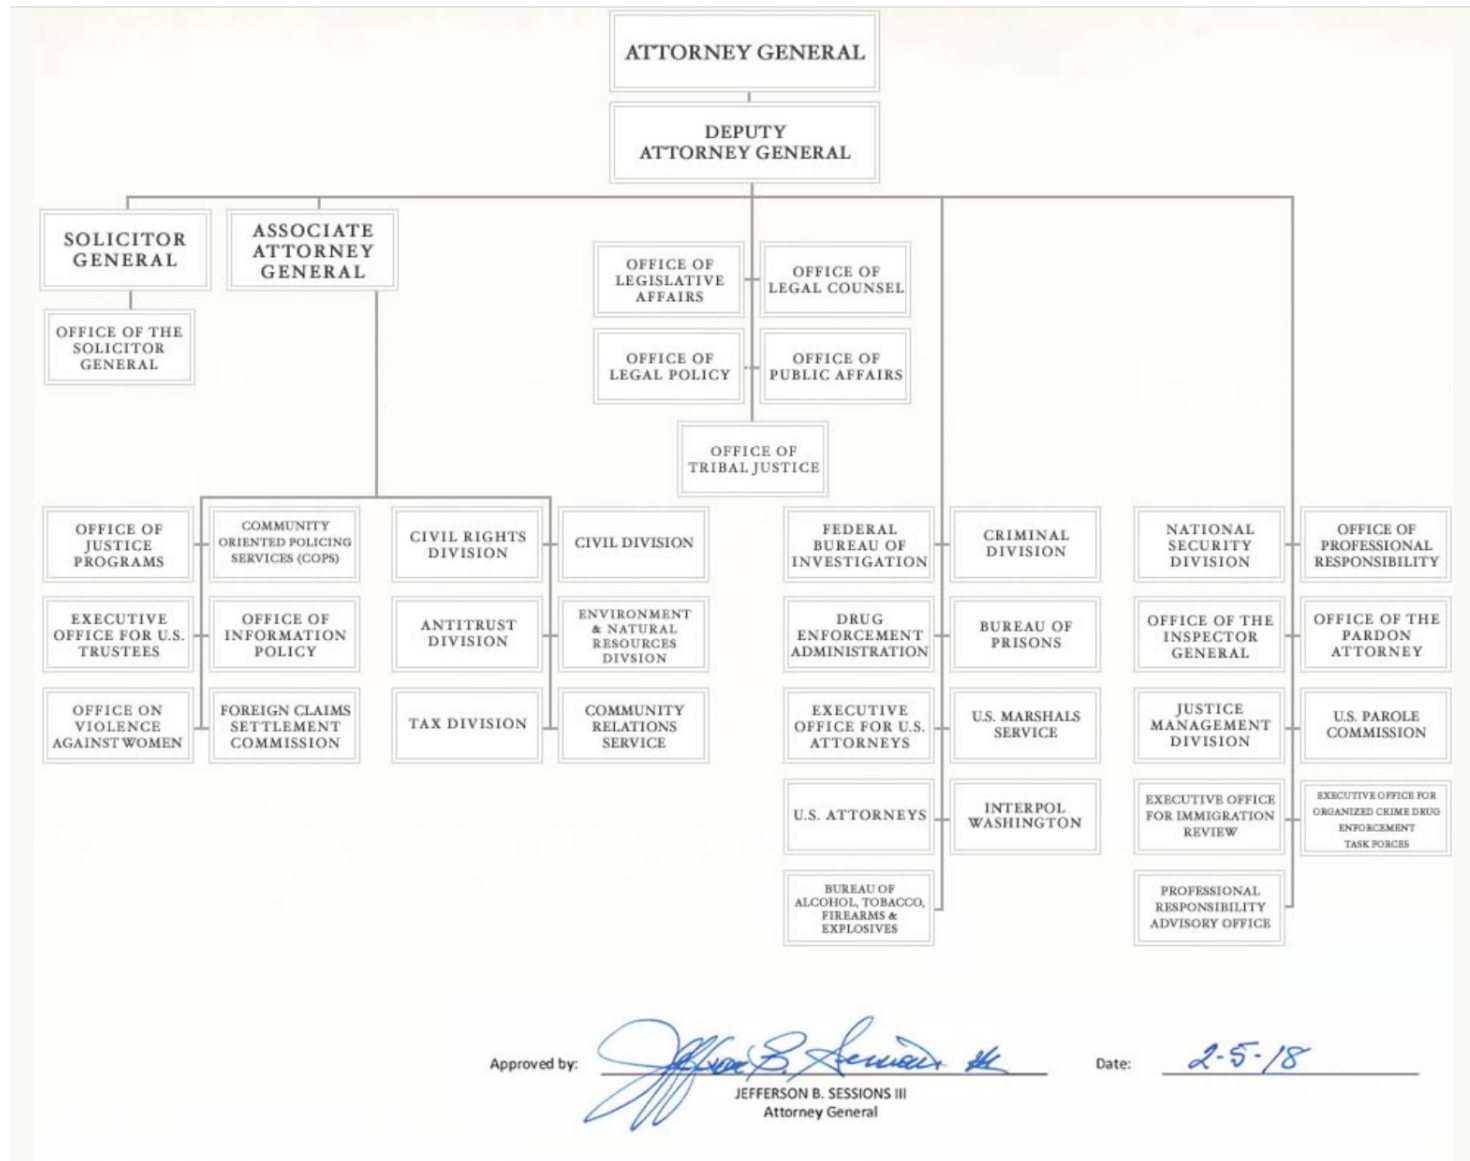 ATTORNEY GENERAL
DEPUTY
ATTORNEY GENERAL
SOLICITOR
GENERAL
ASSOCIATE
ATTORNEY
GENERAL
OFFICE OF THE
SOLICITOR
GENERAL
OFFICE OF
LEGISLATIVE
AFFAIRS
OFFICE OF
LEGAL COUNSEL
OFFICE OF
LEGAL POLICY
OFFICE OF
PUBLIC AFFAIRS
OFFICE OF
TRIBAL JUSTICE
OFFICE OF
JUSTICE
PROGRAMS
COMMUNITY
ORIENTED POLICING
SERVICES (COPS)
CIVIL RIGHTS
DIVISION
CIVIL DIVISION
FEDERAL
BUREAU OF
INVESTIGATION
CRIMINAL
DIVISION
NATIONAL
SECURITY
DIVISION
OFFICE OF
PROFESSIONAL
RESPONSIBILITY
EXECUTIVE
OFFICE FOR U.S.
TRUSTEES
OFFICE OF
INFORMATION
POLICY
ANTITRUST
DIVISION
ENVIRONMENT
& NATURAL
RESOURCES
DIVSION
DRUG
ENFORCEMENT
ADMINISTRATION
BUREAU OF
PRISONS
OFFICE OF THE
INSPECTOR
GENERAL
OFFICE OF THE
PARDON
ATTORNEY
OFFICE ON
VIOLENCE
AGAINST WOMEN
FOREIGN CLAIMS
SETTLEMENT
COMMISSION
TAX DIVISION
COMMUNITY
RELATIONS
SERVICE
EXECUTIVE
OFFICE FOR U.S.
ATTORNEYS
U.S. MARSHALS
SERVICE
JUSTICE
MANAGEMENT
DIVISION
U.S. PAROLE
COMMISSION
U.S. ATTORNEYS
INTERPOL
WASHINGTON
EXECUTIVE OFFICE
FOR IMMIGRATION
REVIEW
EXECUTIVE OFFICE FOR
ORGANIZED CRIME DRUG
ENFORCEMENT
TASK FORCES
BUREAU OF
ALCOHOL, TOBACCO,
FIREARMS &
EXPLOSIVES
PROFESSIONAL
RESPONSIBILITY
ADVISORY OFFICE
Approved by: Date: 2-5-18
JEFFERSON B. SESSIONS III
Attorney General